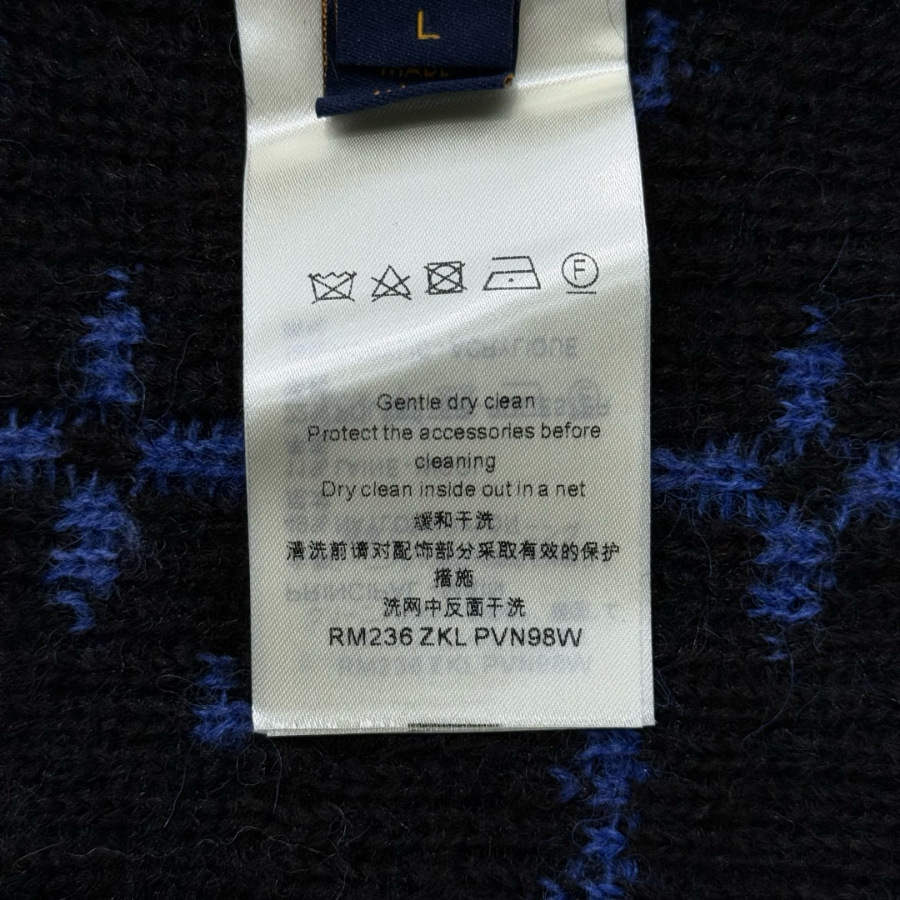 L
MADE
F
Gentle dry clean
Protect the accessories before
cleaning
Dry clean inside out in a net
缓和干洗
清洗前请对配饰部分采取有效的保护
措施
洗网中反面干洗
RM236 ZKL PVN98W